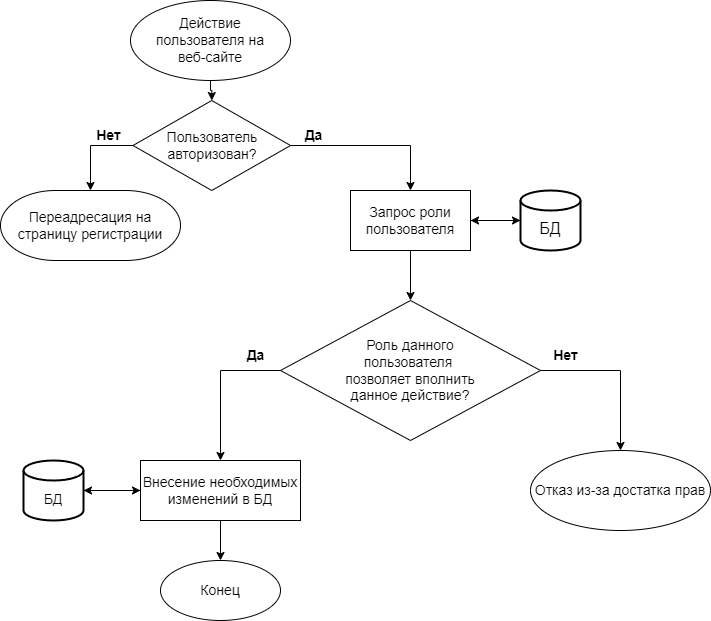 Действие
пользователя на
веб-сайте
Нет
Пользователь
авторизован?
Да
Переадресация на
страницу регистрации
Запрос роли
пользователя
БД
Роль данного
пользователя
позволяет вполнить
данное действие?
Да
Нет
БД
Внесение необходимых
изменений в БД
Отказ из-за достатка прав
Конец